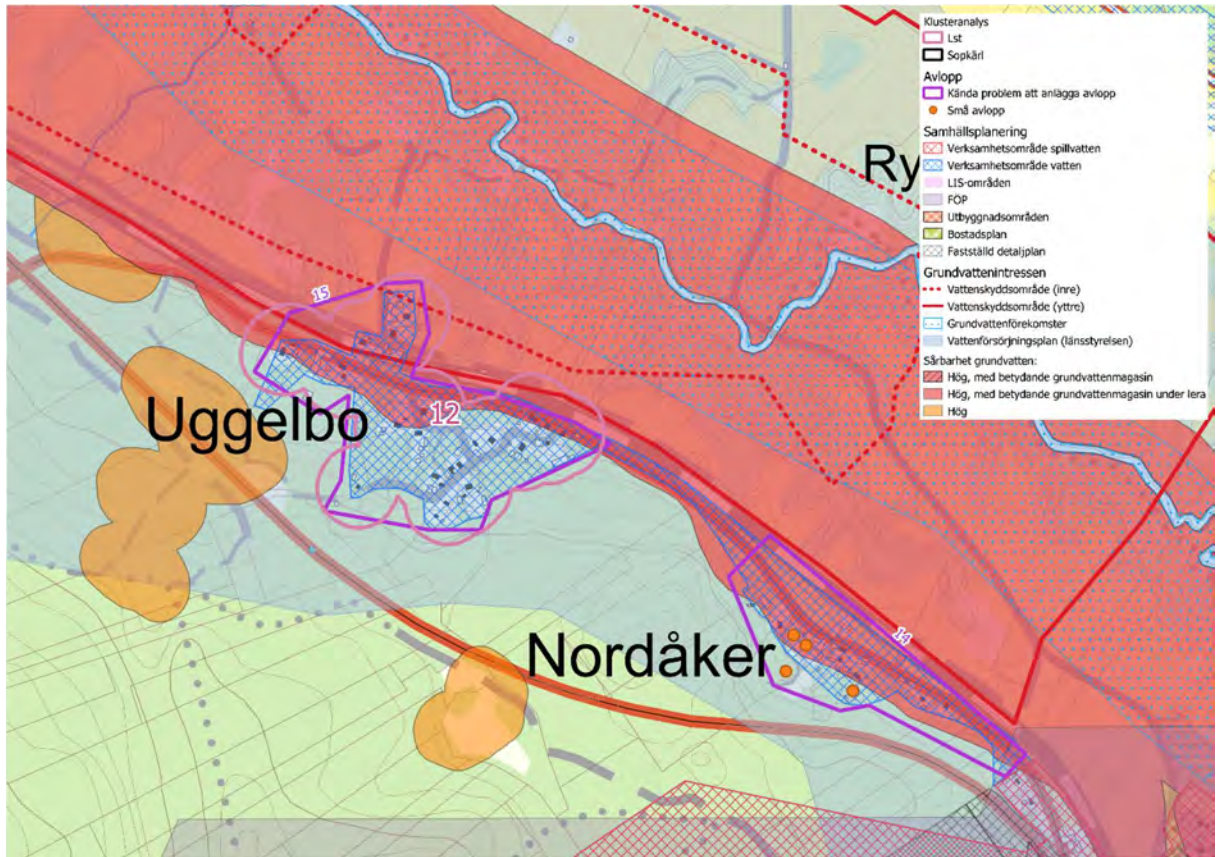 Klusteranalys
Lst
Sopkärl
Avlopp
Kända problem att anlägga avlopp
Små avlopp
Samhällsplanering
Verksamhetsområde spillvatten
Verksamhetsområde vatten
LIS-områden
FÖP
Utbyggnadsområden
Bostadsplan
Fastställd detaljplan
Grundvattenintressen
Vattenskyddsområde (inre)
Vattenskyddsområde (yttre)
Grundvattenförekomster
Vattenförsörjningsplan (länsstyrelsen)
Sårbarhet grundvatten:
Hög, med betydande grundvattenmagasin
Hög, med betydande grundvattenmagasin under lera
Hög
Ry
15
12
Uggelbo
14
Nordåker